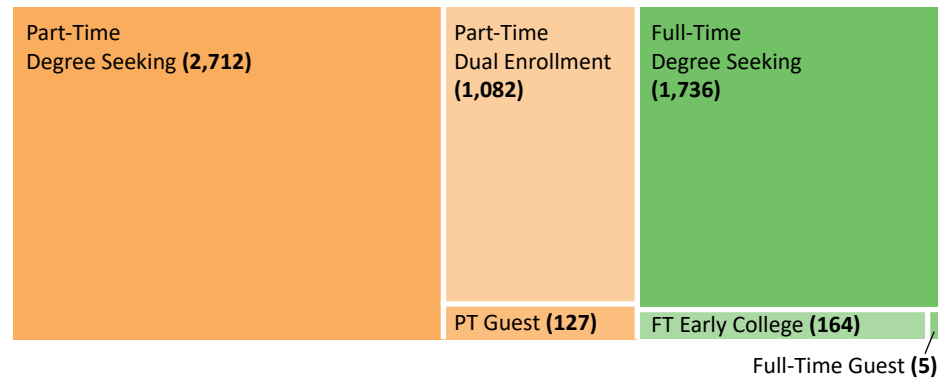 Part-Time
Degree Seeking (2,712)
Part-Time
Dual Enrollment
(1,082)
Full-Time
Degree Seeking
(1,736)
PT Guest (127)
FT Early College (164)
Full-Time Guest (5)